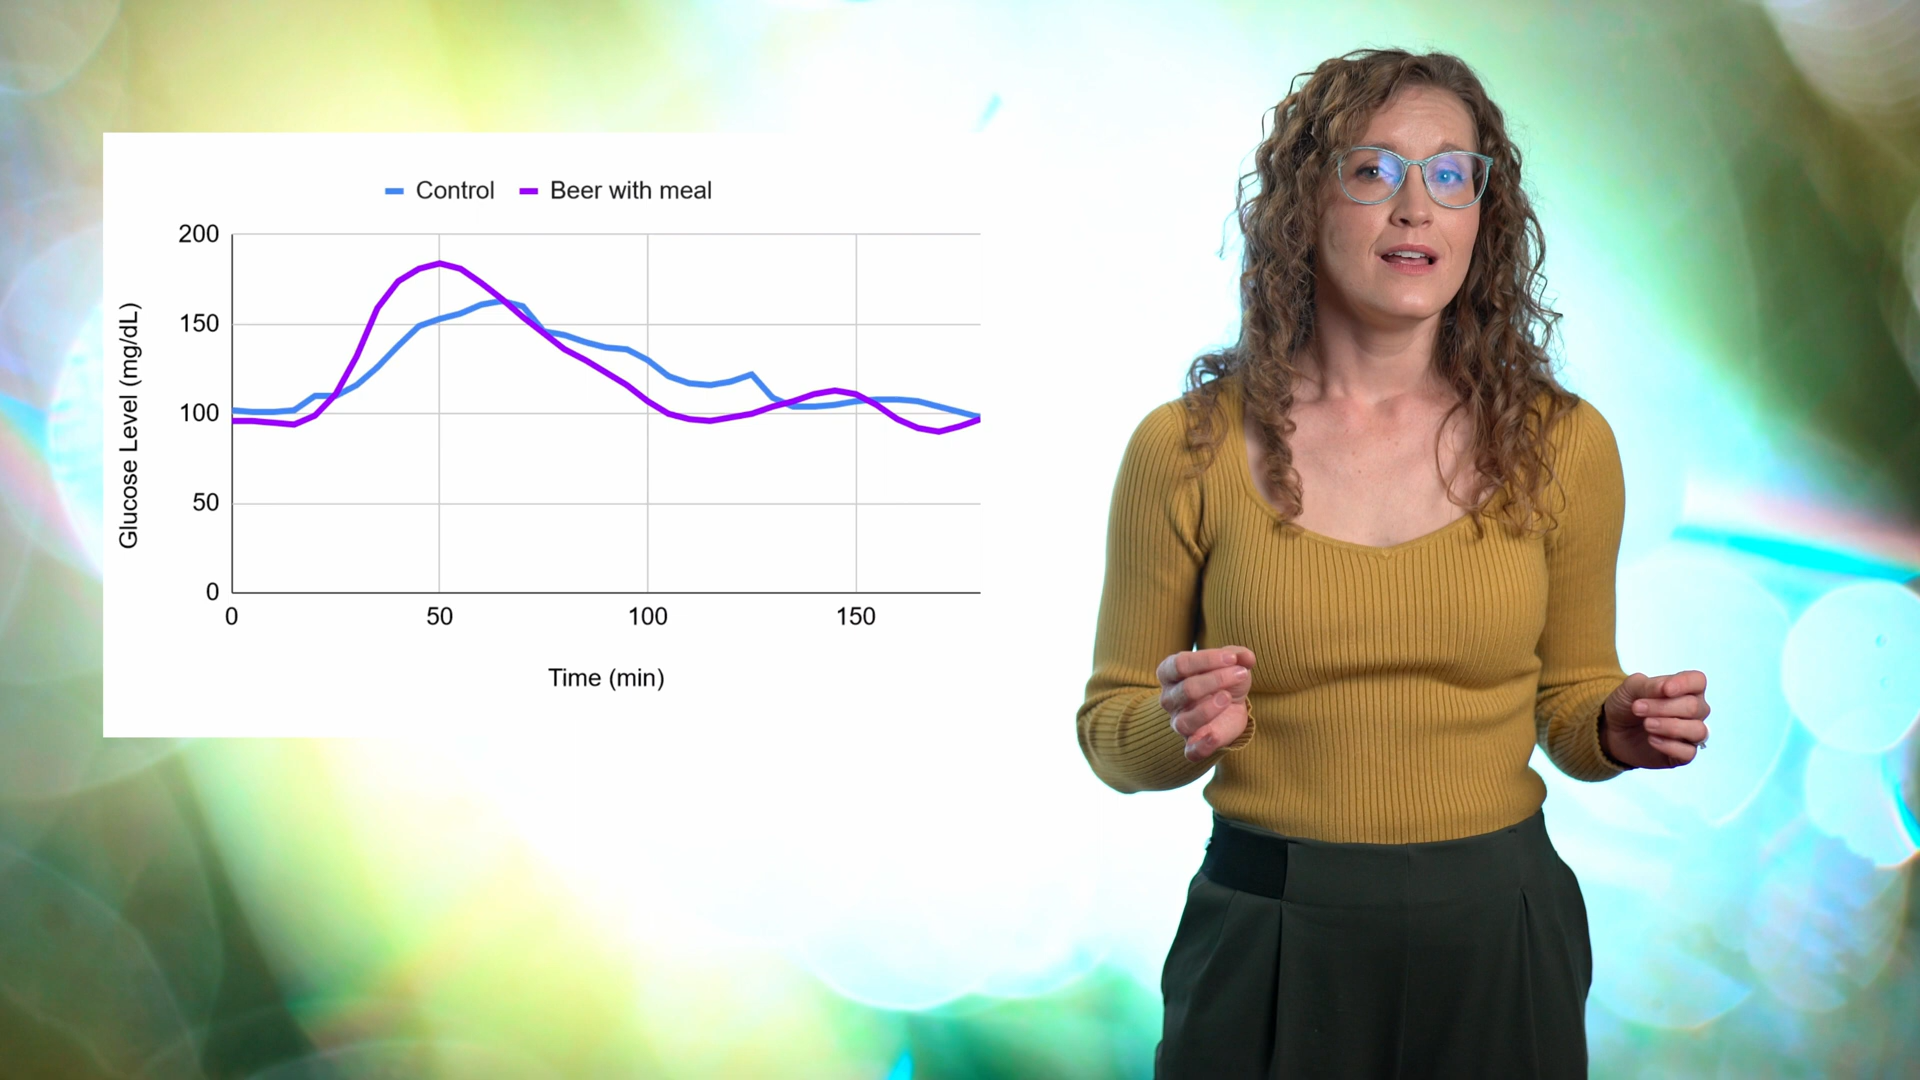 Control Beer with meal
200
150
100
50
0
Glucose Level (mg/dL)
0 50 100 150
Time (min)